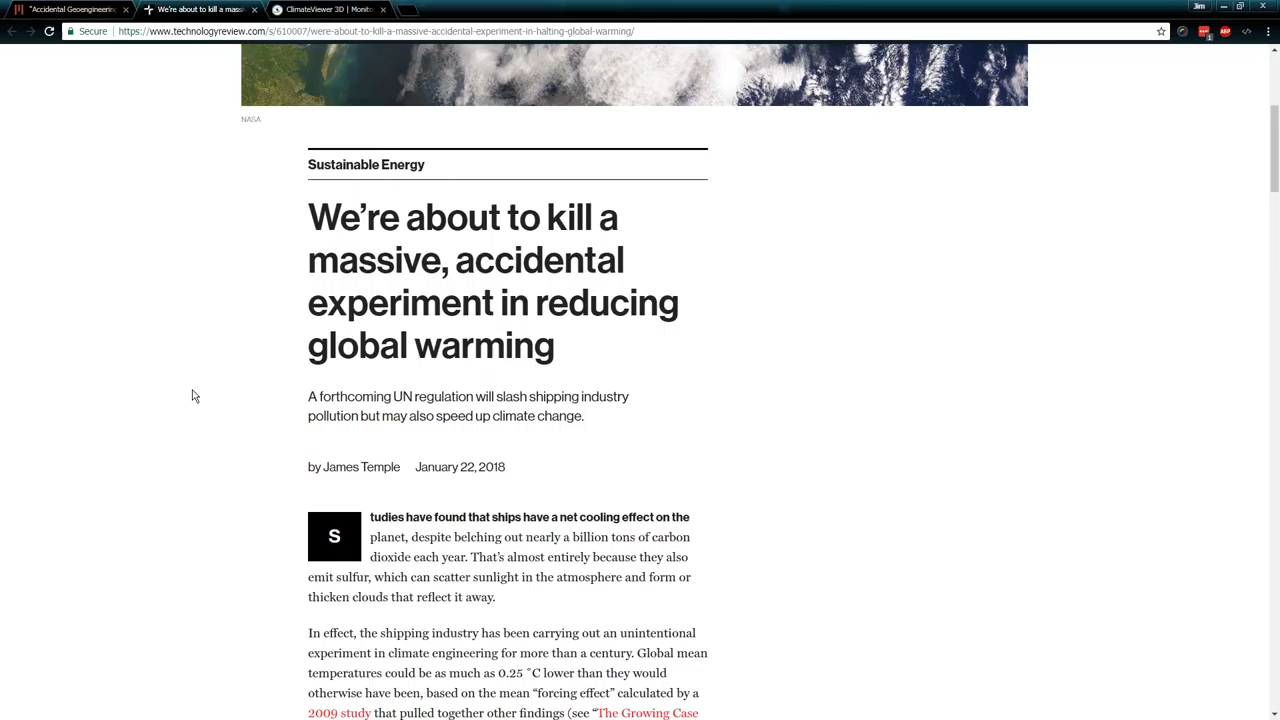 "Accidental Geoengineering
We're about to kill a mass
ClimateViewer 3D | Monito
Jim
Secure
https://www.technologyreview.com/s/610007/were-about-to-kill-a-massive-accidental-experiment-in-halting-global-warming/
NASA
Sustainable Energy
We're about to kill a
massive, accidental
experiment in reducing
global warming
A forthcoming UN regulation will slash shipping industry
pollution but may also speed up climate change.
by James Temple January 22, 2018
Studies have found that ships have a net cooling effect on the
planet, despite belching out nearly a billion tons of carbon
dioxide each year. That's almost entirely because they also
emit sulfur, which can scatter sunlight in the atmosphere and form or
thicken clouds that reflect it away.
In effect, the shipping industry has been carrying out an unintentional
experiment in climate engineering for more than a century. Global mean
temperatures could be as much as 0.25 ˚C lower than they would
otherwise have been, based on the mean “forcing effect” calculated by a
2009 study that pulled together other findings (see “The Growing Case